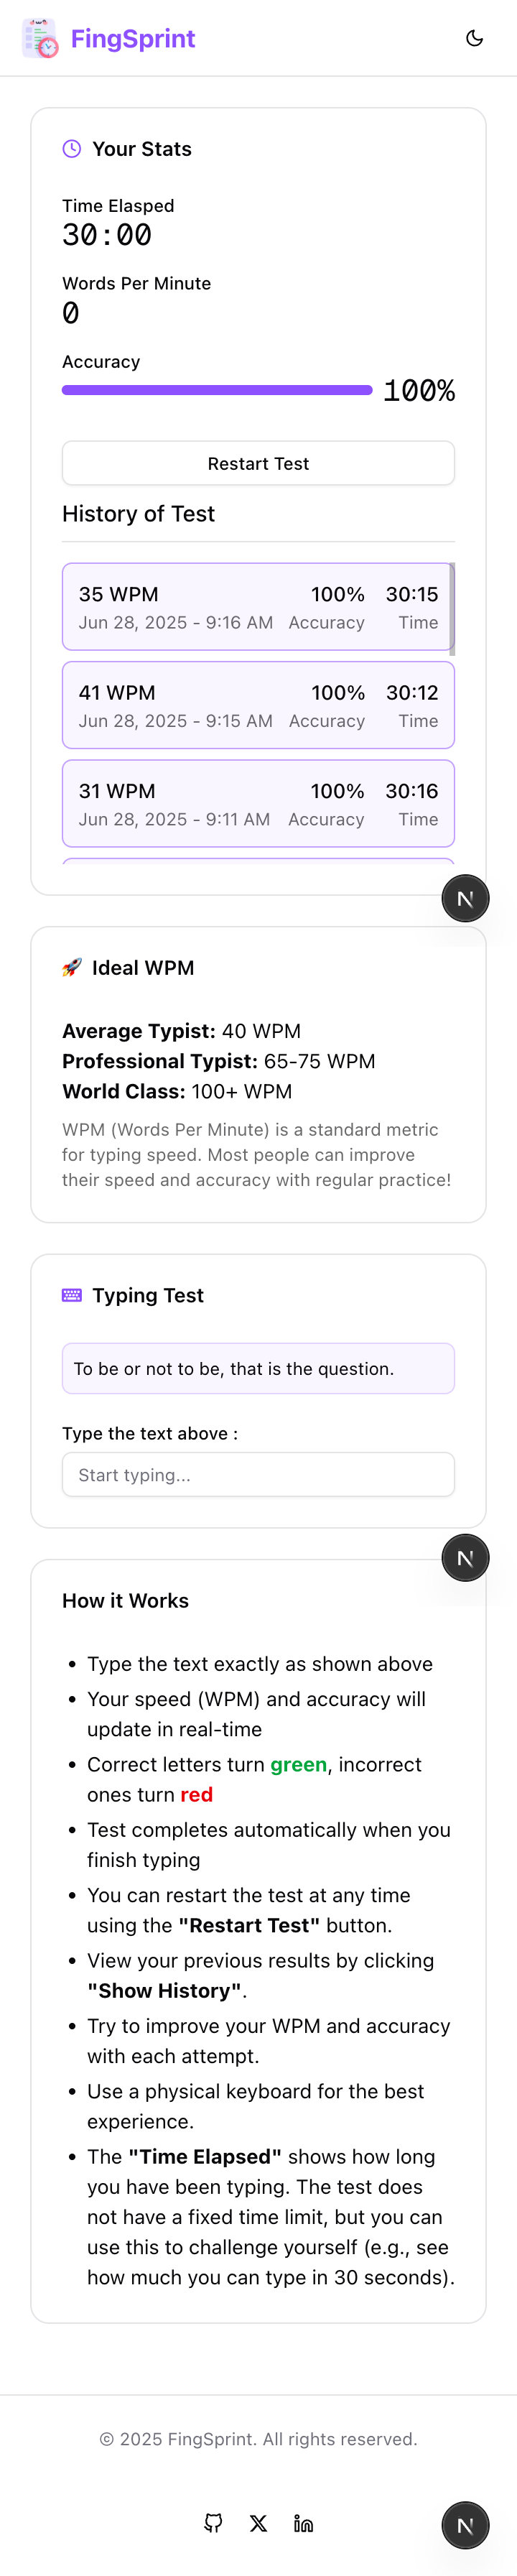 FingSprint
Your Stats
Time Elasped
30:00
Words Per Minute
0
Accuracy
100%
Restart Test
History of Test
35 WPM 100% 30:15
Jun 28, 2025 - 9:16 AM Accuracy Time
41 WPM 100% 30:12
Jun 28, 2025 - 9:15 AM Accuracy Time
31 WPM 100% 30:16
Jun 28, 2025 - 9:11 AM Accuracy Time
N
🚀 Ideal WPM
Average Typist: 40 WPM
Professional Typist: 65-75 WPM
World Class: 100+ WPM
WPM (Words Per Minute) is a standard metric
for typing speed. Most people can improve
their speed and accuracy with regular practice!
Typing Test
To be or not to be, that is the question.
Type the text above :
Start typing...
N
How it Works
• Type the text exactly as shown above
• Your speed (WPM) and accuracy will
update in real-time
• Correct letters turn green, incorrect
ones turn red
• Test completes automatically when you
finish typing
• You can restart the test at any time
using the "Restart Test" button.
• View your previous results by clicking
"Show History".
• Try to improve your WPM and accuracy
with each attempt.
• Use a physical keyboard for the best
experience.
• The "Time Elapsed" shows how long
you have been typing. The test does
not have a fixed time limit, but you can
use this to challenge yourself (e.g., see
how much you can type in 30 seconds).
© 2025 FingSprint. All rights reserved.
X in N